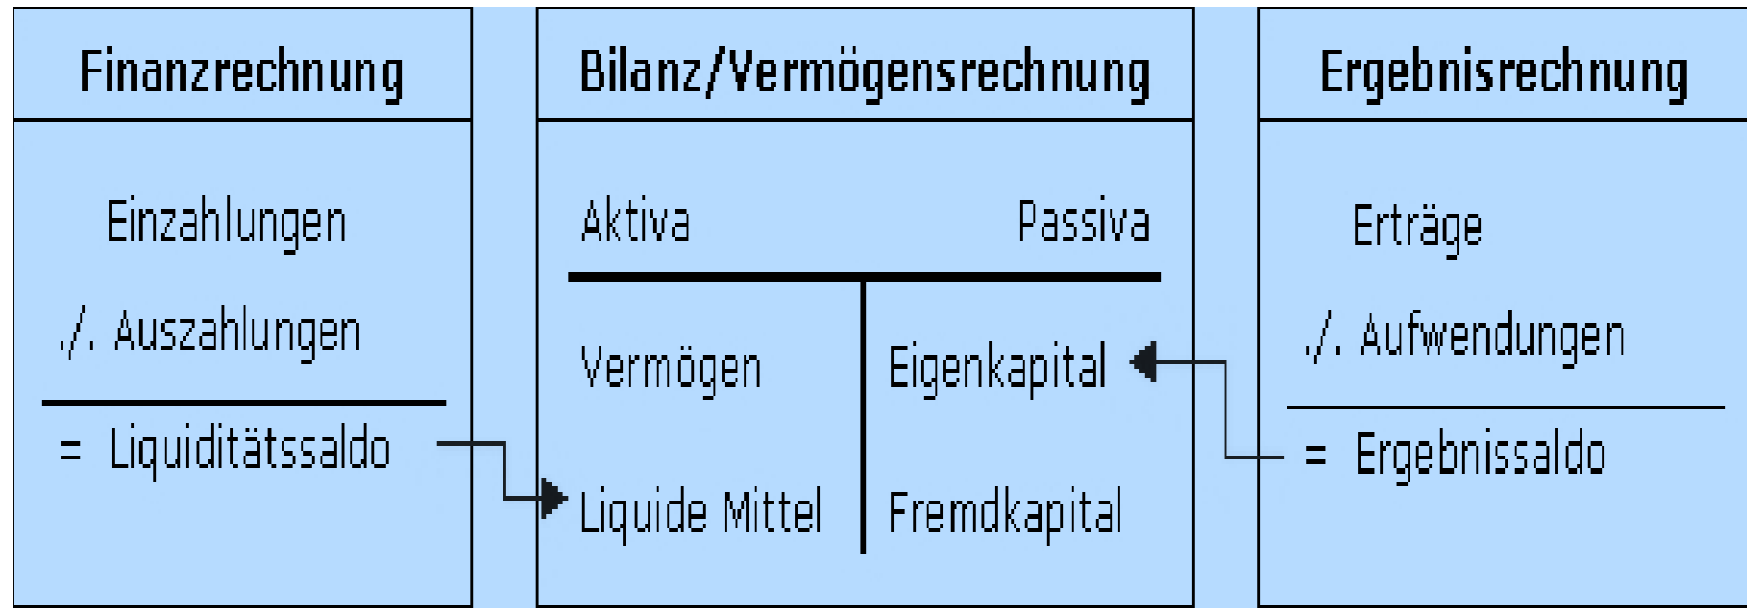 Finanzrechnung
Einzahlungen
./. Auszahlungen
= Liquiditätssaldo
Bilanz/Vermögensrechnung
Aktiva Passiva
Vermögen Eigenkapital
Liquide Mittel Fremdkapital
Ergebnisrechnung
Erträge
./. Aufwendungen
= Ergebnissaldo